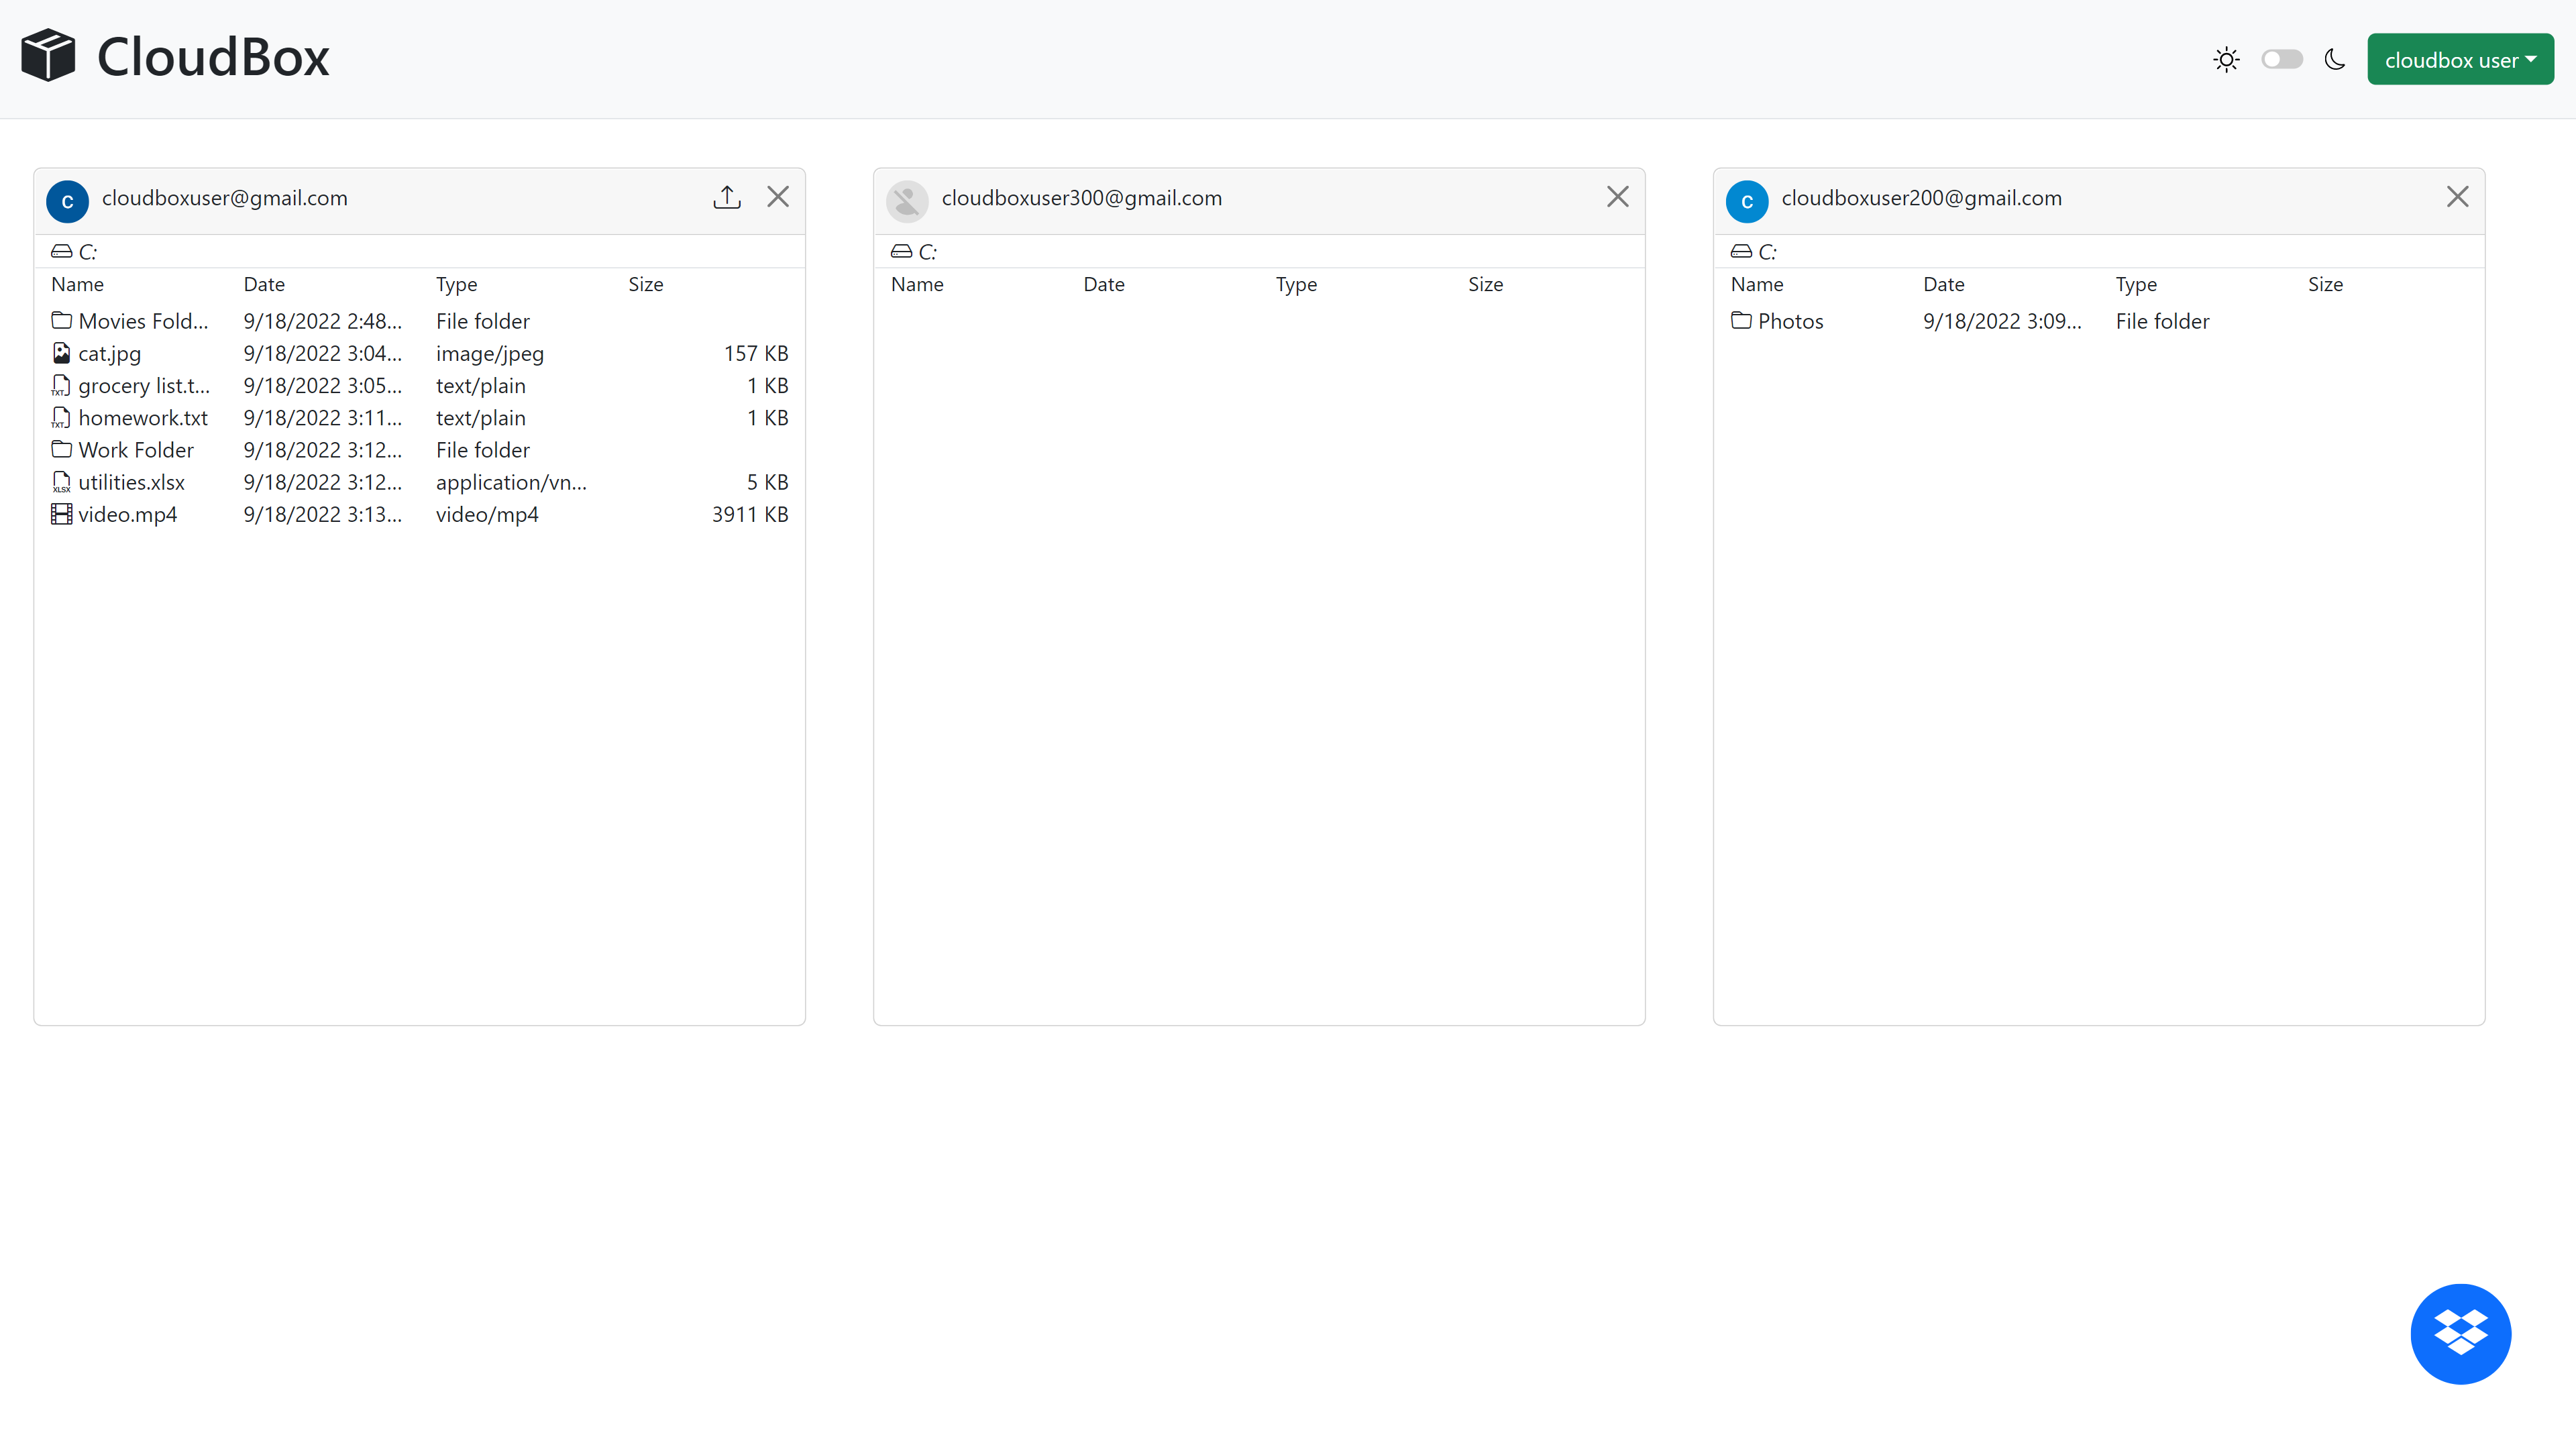 CloudBox
cloudbox user
C cloudboxuser@gmail.com
C:
Name Date Type Size
Movies Fold... 9/18/2022 2:48... File folder
cat.jpg 9/18/2022 3:04... image/jpeg 157 KB
TXT grocery list.t... 9/18/2022 3:05... text/plain 1 KB
TXT homework.txt 9/18/2022 3:11... text/plain 1 KB
Work Folder 9/18/2022 3:12... File folder
XLSX utilities.xlsx 9/18/2022 3:12... application/vn... 5 KB
video.mp4 9/18/2022 3:13... video/mp4 3911 KB
cloudboxuser300@gmail.com
C:
Name Date Type Size
C cloudboxuser200@gmail.com
C:
Name Date Type Size
Photos 9/18/2022 3:09... File folder